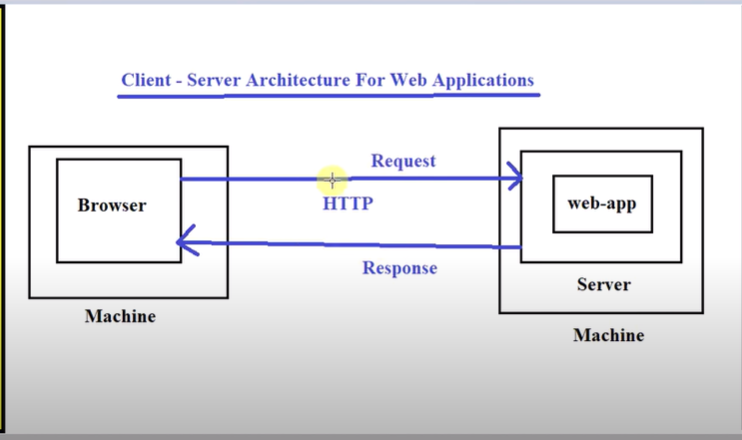 Client - Server Architecture For Web Applications
Request
Browser
HTTP
web-app
Response
Server
Machine
Machine